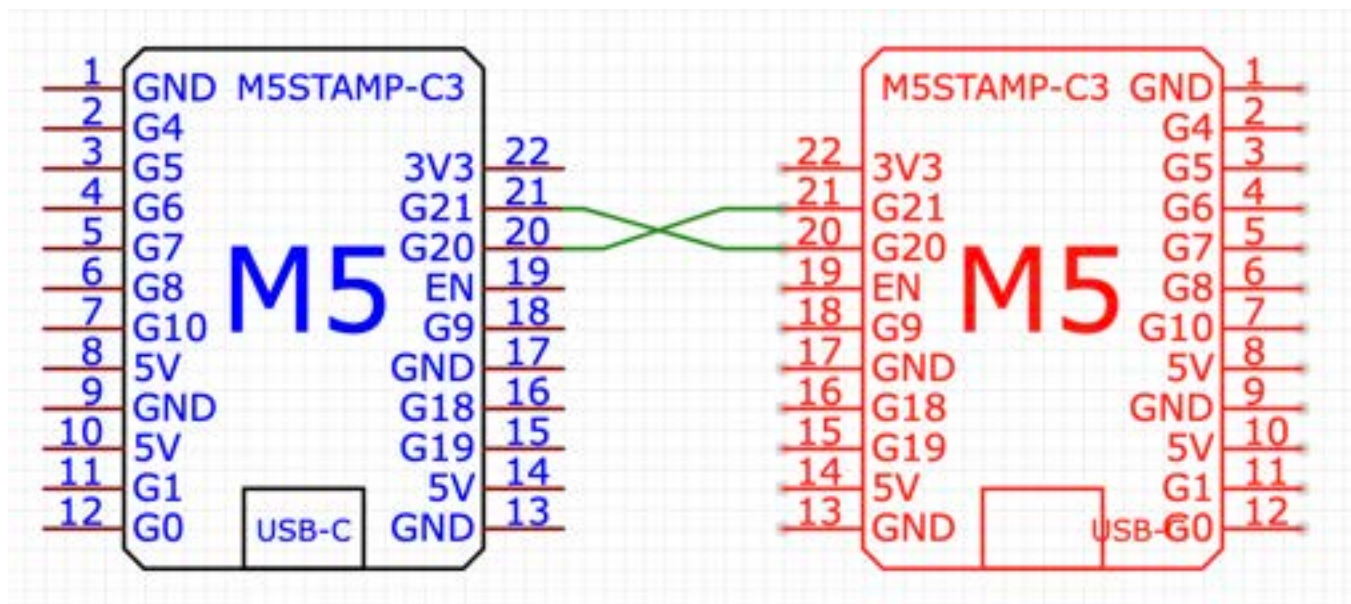 1 GND M5STAMP-C3
2 G4
3 G5 3V3 22
4 G6 G21 21
5 G7 G20 20
6 G8 EN 19
7 G10 G9 18
8 5V GND 17
9 GND G18 16
10 5V G19 15
11 G1 5V 14
12 G0 GND 13
M5
USB-C
M5STAMP-C3 GND 1
G4 2
22 3V3 G5 3
21 G21 G6 4
20 G20 G7 5
19 EN G8 6
18 G9 G10 7
17 GND 5V 8
16 G18 GND 9
15 G19 5V 10
14 5V G1 11
13 GND G0 12
M5
USB-C